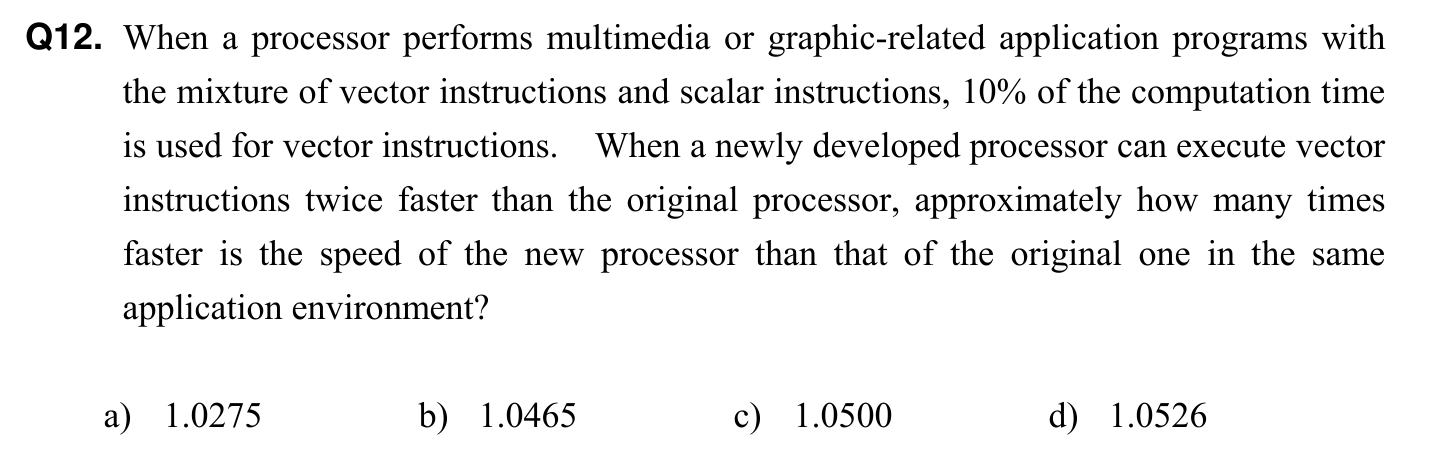 Q12. When a processor performs multimedia or graphic-related application programs with
the mixture of vector instructions and scalar instructions, 10% of the computation time
is used for vector instructions. When a newly developed processor can execute vector
instructions twice faster than the original processor, approximately how many times
faster is the speed of the new processor than that of the original one in the same
application environment?
a) 1.0275 b) 1.0465 c) 1.0500 d) 1.0526